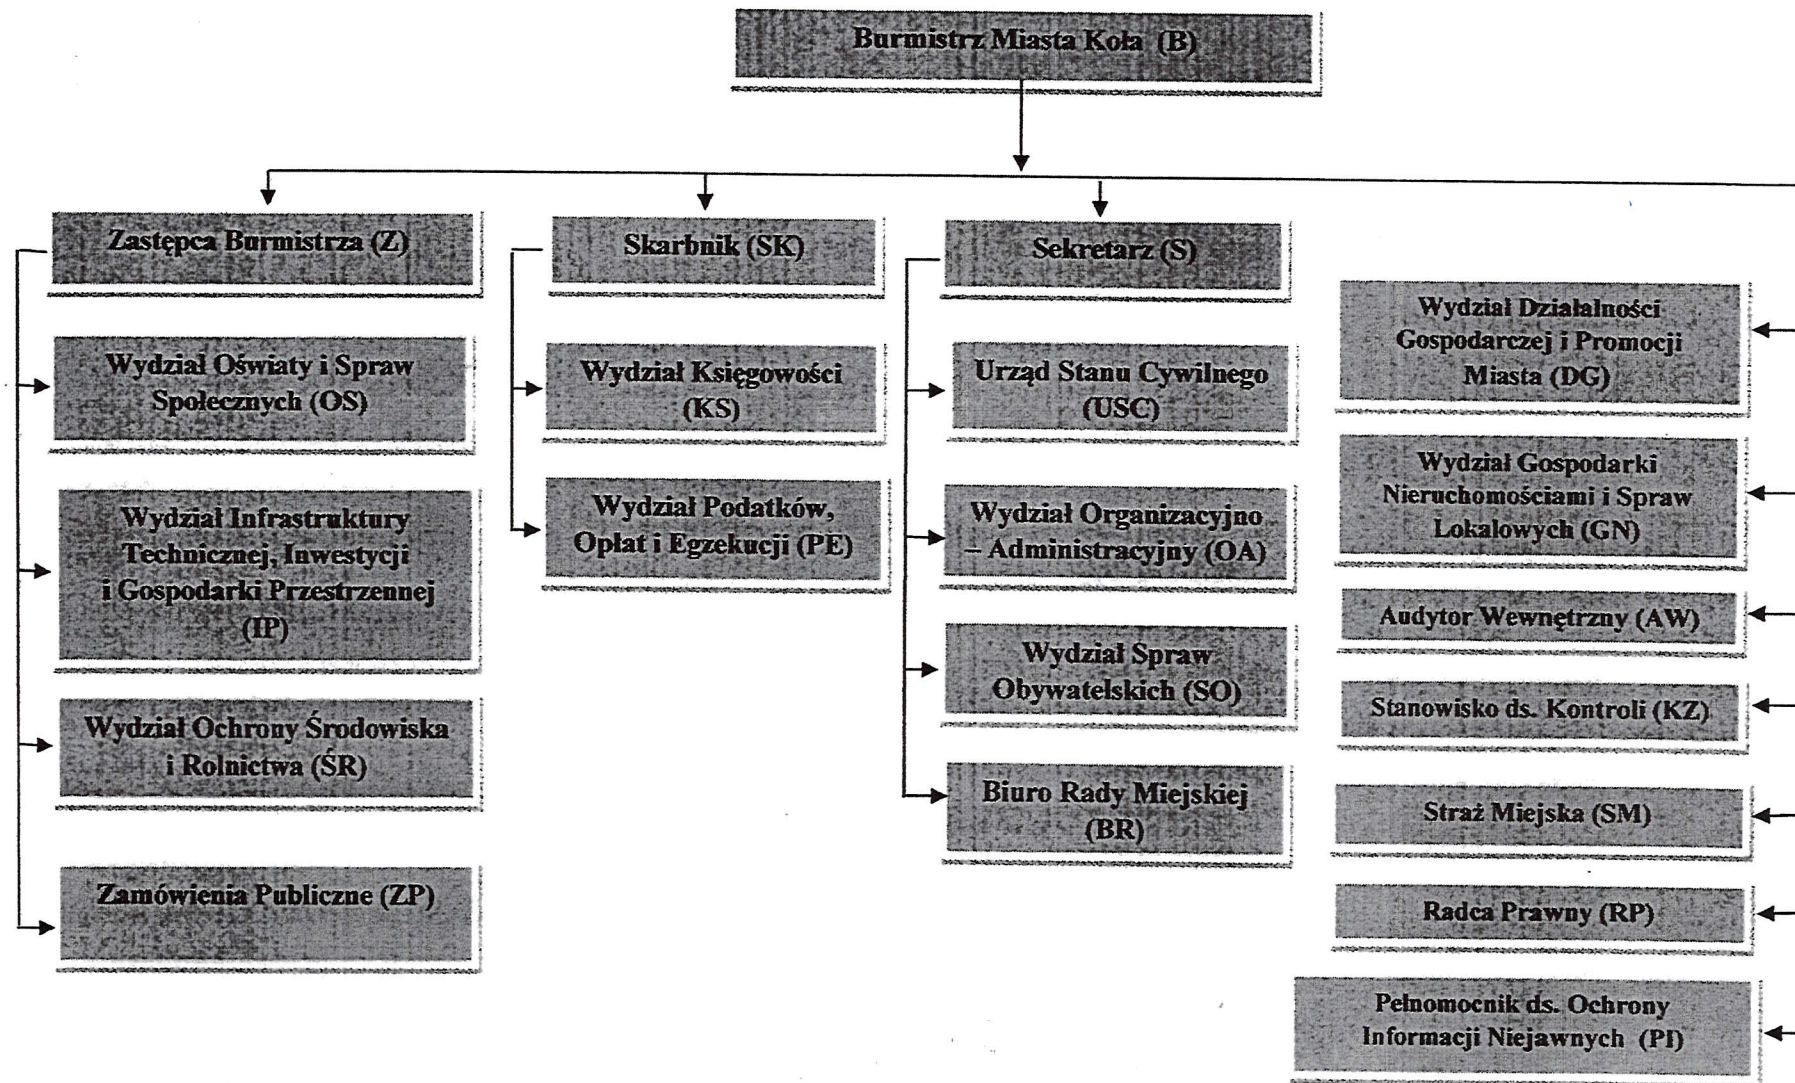 Burmistrz Miasta Koła (B)
Zastępca Burmistrza (Z)
Wydział Oświaty i Spraw
Społecznych (OS)
Wydział Infrastruktury
Technicznej, Inwestycji
i Gospodarki Przestrzennej
(IP)
Wydział Ochrony Środowiska
i Rolnictwa (ŚR)
Zamówienia Publiczne (ZP)
Skarbnik (SK)
Wydział Księgowości
(KS)
Wydział Podatków,
Opłat i Egzekucji (PE)
Sekretarz (S)
Urząd Stanu Cywilnego
(USC)
Wydział Organizacyjno
– Administracyjny (OA)
Wydział Spraw
Obywatelskich (SO)
Biuro Rady Miejskiej
(BR)
Wydział Działalności
Gospodarczej i Promocji
Miasta (DG)
Wydział Gospodarki
Nieruchomościami i Spraw
Lokalowych (GN)
Audytor Wewnętrzny (AW)
Stanowisko ds. Kontroli (KZ)
Straż Miejska (SM)
Radca Prawny (RP)
Pełnomocnik ds. Ochrony
Informacji Niejawnych (PI)